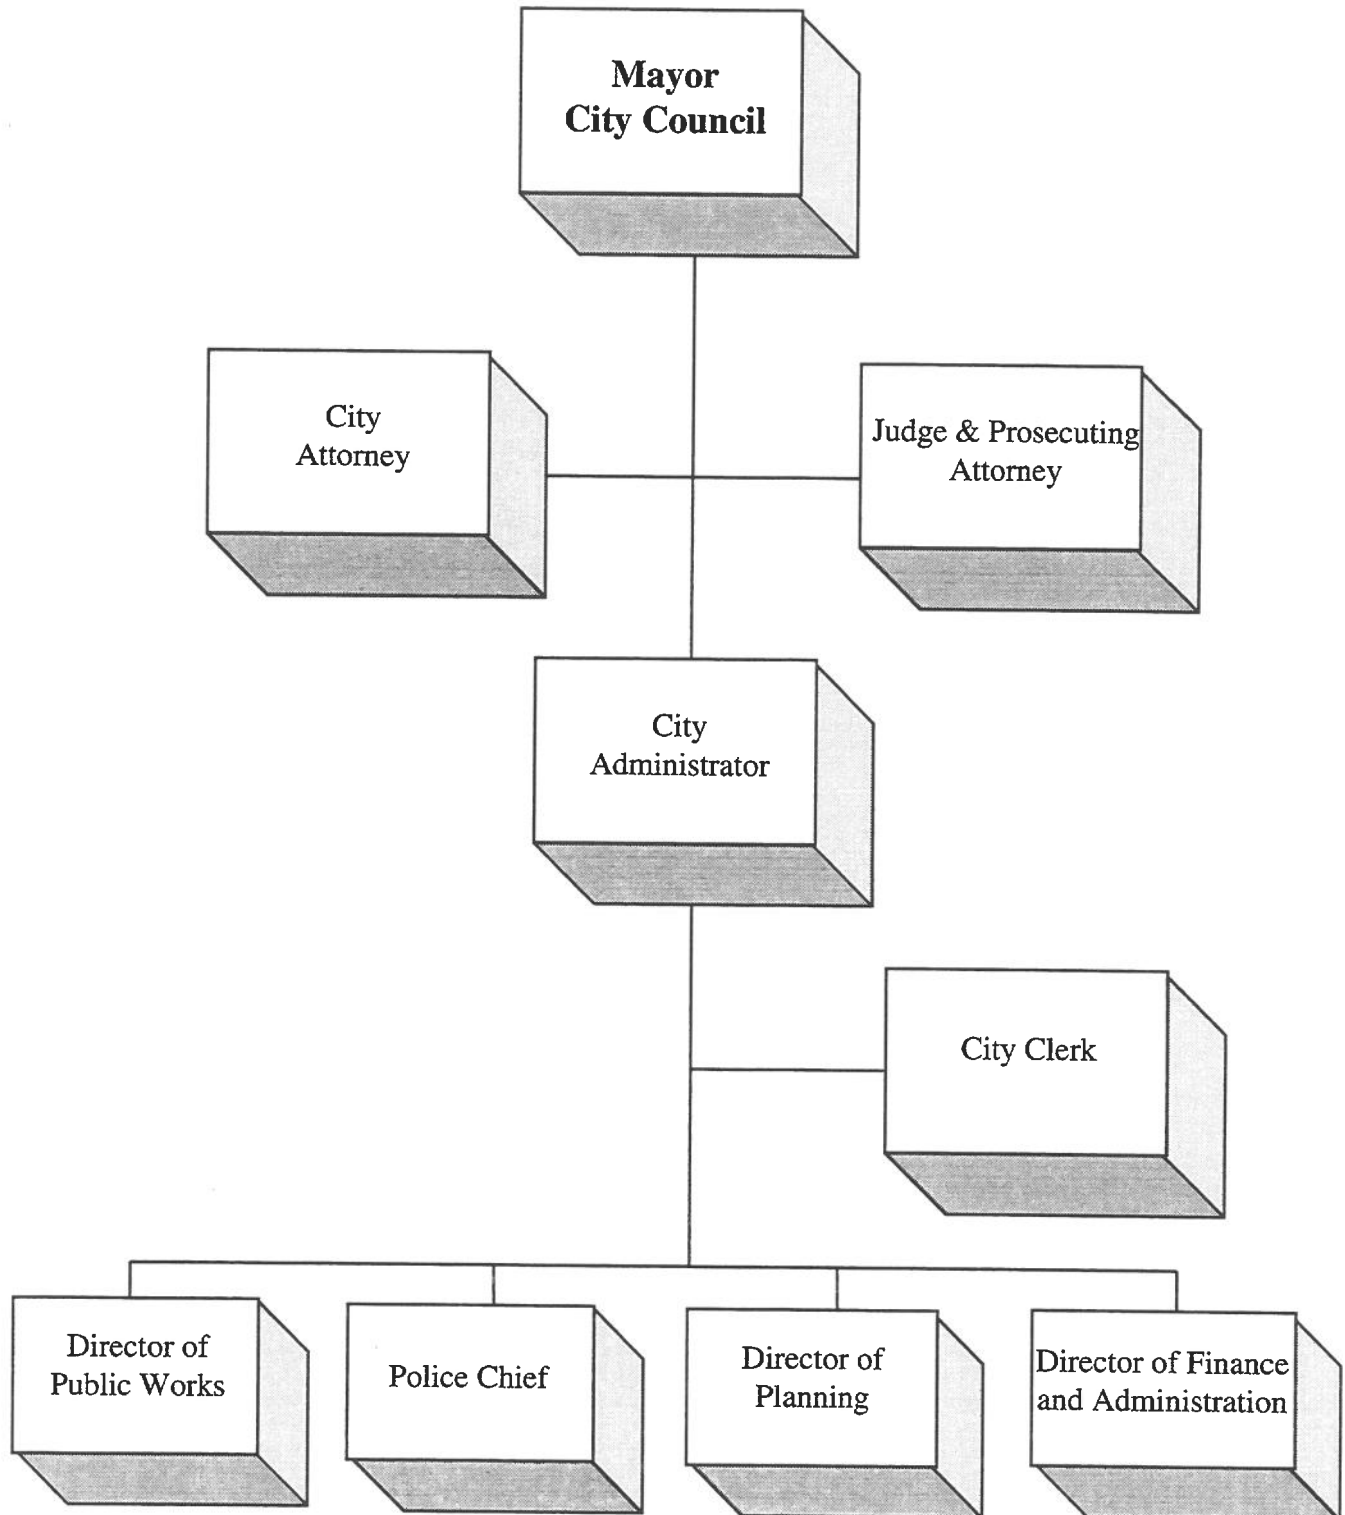 Mayor
City Council
City
Attorney
Judge & Prosecuting
Attorney
City
Administrator
City Clerk
Director of
Public Works
Police Chief
Director of
Planning
Director of Finance
and Administration